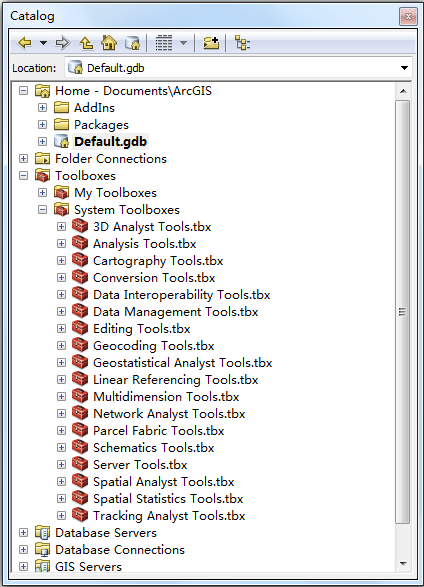 Catalog
Location: Default.gdb
Home - Documents\ArcGIS
AddIns
Packages
Default.gdb
Folder Connections
Toolboxes
My Toolboxes
System Toolboxes
3D Analyst Tools.tbx
Analysis Tools.tbx
Cartography Tools.tbx
Conversion Tools.tbx
Data Interoperability Tools.tbx
Data Management Tools.tbx
Editing Tools.tbx
Geocoding Tools.tbx
Geostatistical Analyst Tools.tbx
Linear Referencing Tools.tbx
Multidimension Tools.tbx
Network Analyst Tools.tbx
Parcel Fabric Tools.tbx
Schematics Tools.tbx
Server Tools.tbx
Spatial Analyst Tools.tbx
Spatial Statistics Tools.tbx
Tracking Analyst Tools.tbx
Database Servers
Database Connections
GIS Servers